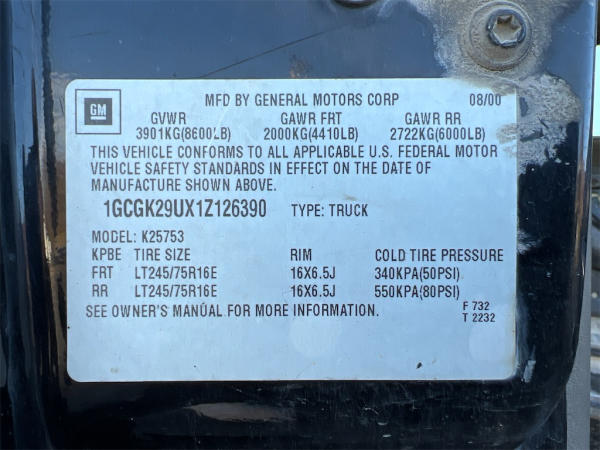 GM
MFD BY GENERAL MOTORS CORP 08/00
GVWR GAWR FRT GAWR RR
3901KG(8600LB) 2000KG(4410LB) 2722KG(6000LB)
THIS VEHICLE CONFORMS TO ALL APPLICABLE U.S. FEDERAL MOTOR
VEHICLE SAFETY STANDARDS IN EFFECT ON THE DATE OF
MANUFACTURE SHOWN ABOVE.
1GCGK29UX1Z126390 TYPE: TRUCK
MODEL: K25753
KPBE TIRE SIZE RIM COLD TIRE PRESSURE
FRT LT245/75R16E 16X6.5J 340KPA(50PSI)
RR LT245/75R16E 16X6.5J 550KPA(80PSI)
SEE OWNER'S MANUAL FOR MORE INFORMATION.
F 732
T 2232